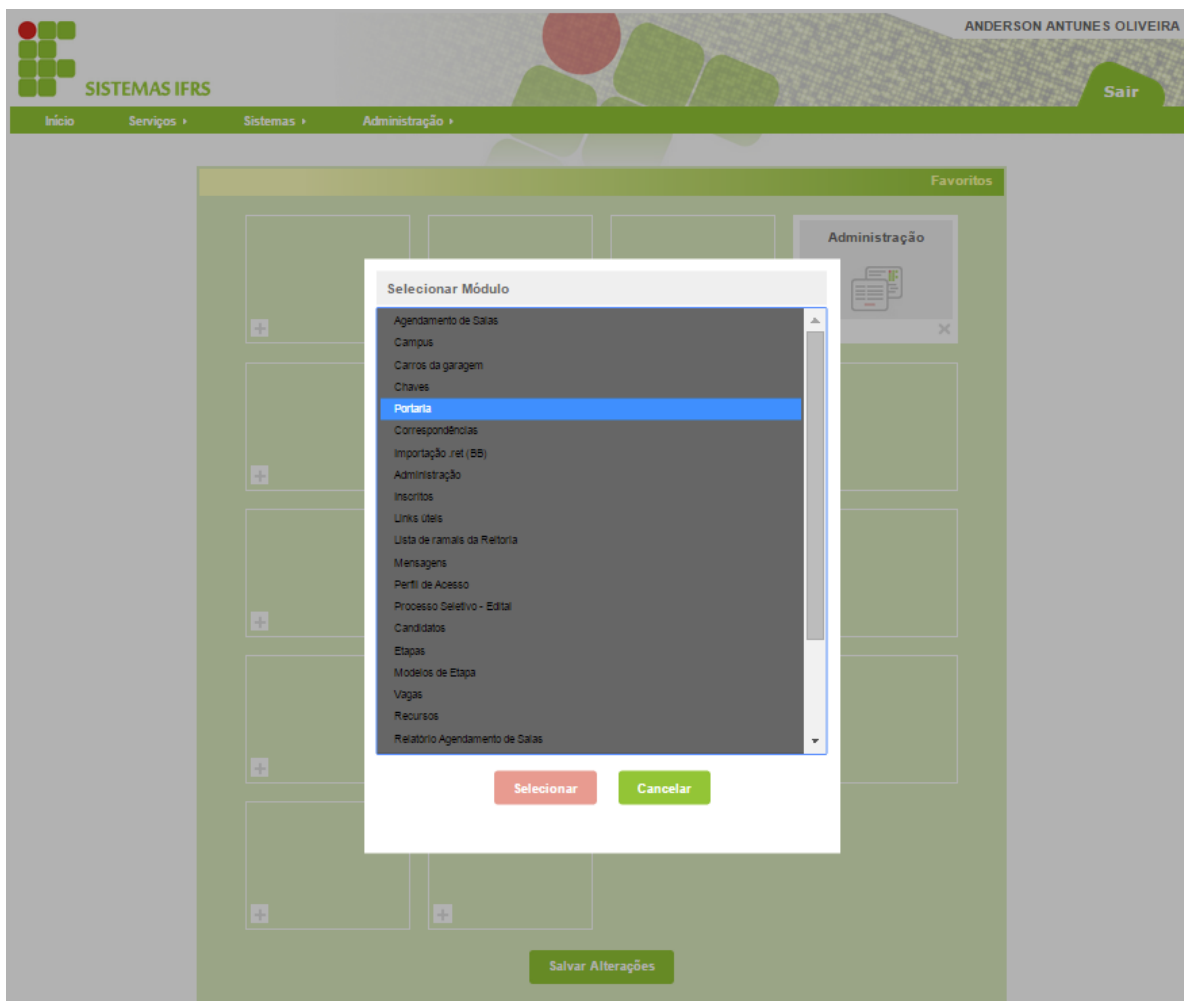 ANDERSON ANTUNES OLIVEIRA
SISTEMAS IFRS
Sair
Início Serviços Sistemas Administração
Favoritos
Administração
Selecionar Módulo
Agendamento de Salas
Campus
Carros da garagem
Chaves
Portaria
Correspondências
Importação .ret (BB)
Administração
Inscritos
Links úteis
Lista de ramais da Reitoria
Mensagens
Perfil de Acesso
Processo Seletivo - Edital
Candidatos
Etapas
Modelos de Etapa
Vagas
Recursos
Relatório Agendamento de Salas
Selecionar Cancelar
Salvar Alterações